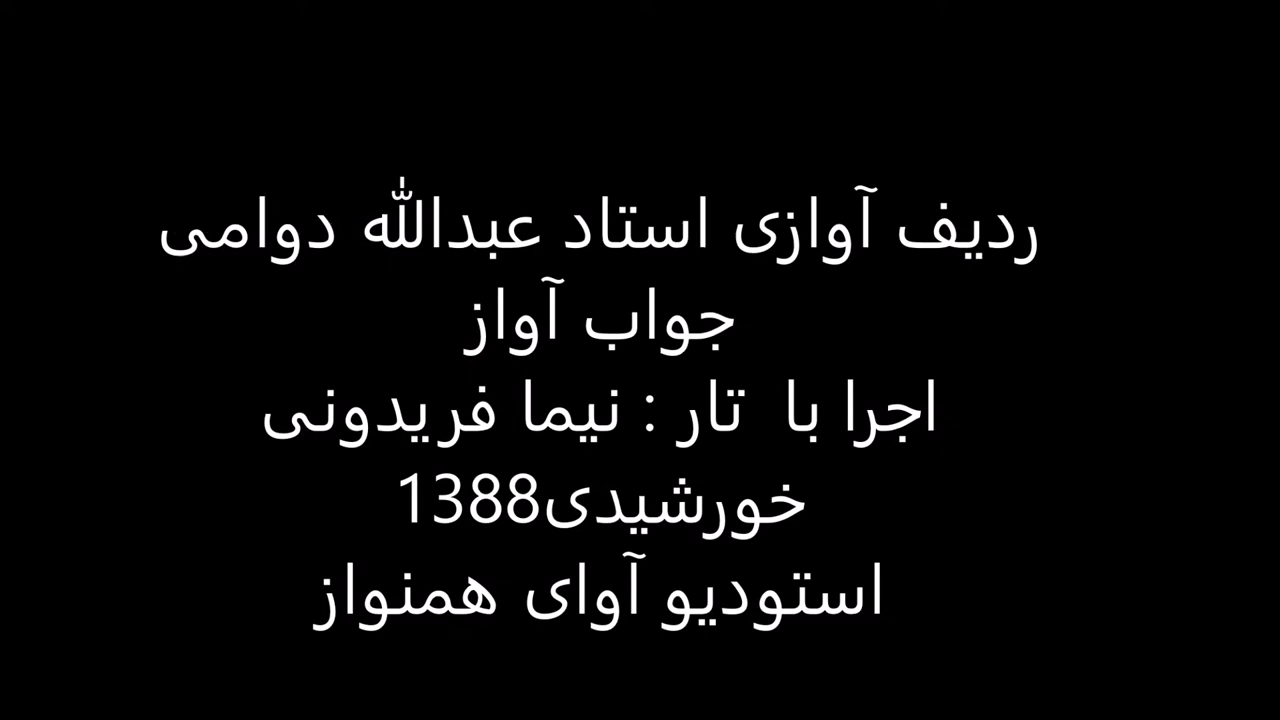 ردیف آوازی استاد عبدالله دوامی
جواب آواز
اجرا با تار : نیما فریدونی
خورشیدی1388
استودیو آوای همنواز